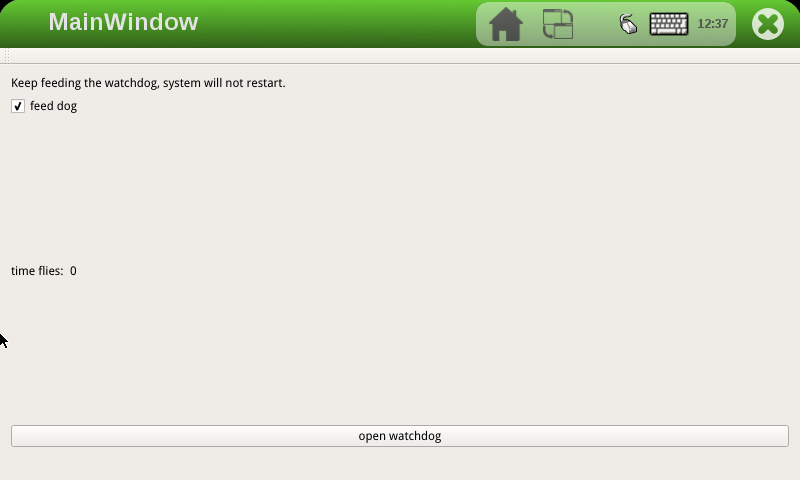 MainWindow
12:37
Keep feeding the watchdog, system will not restart.
feed dog
time flies: 0
open watchdog